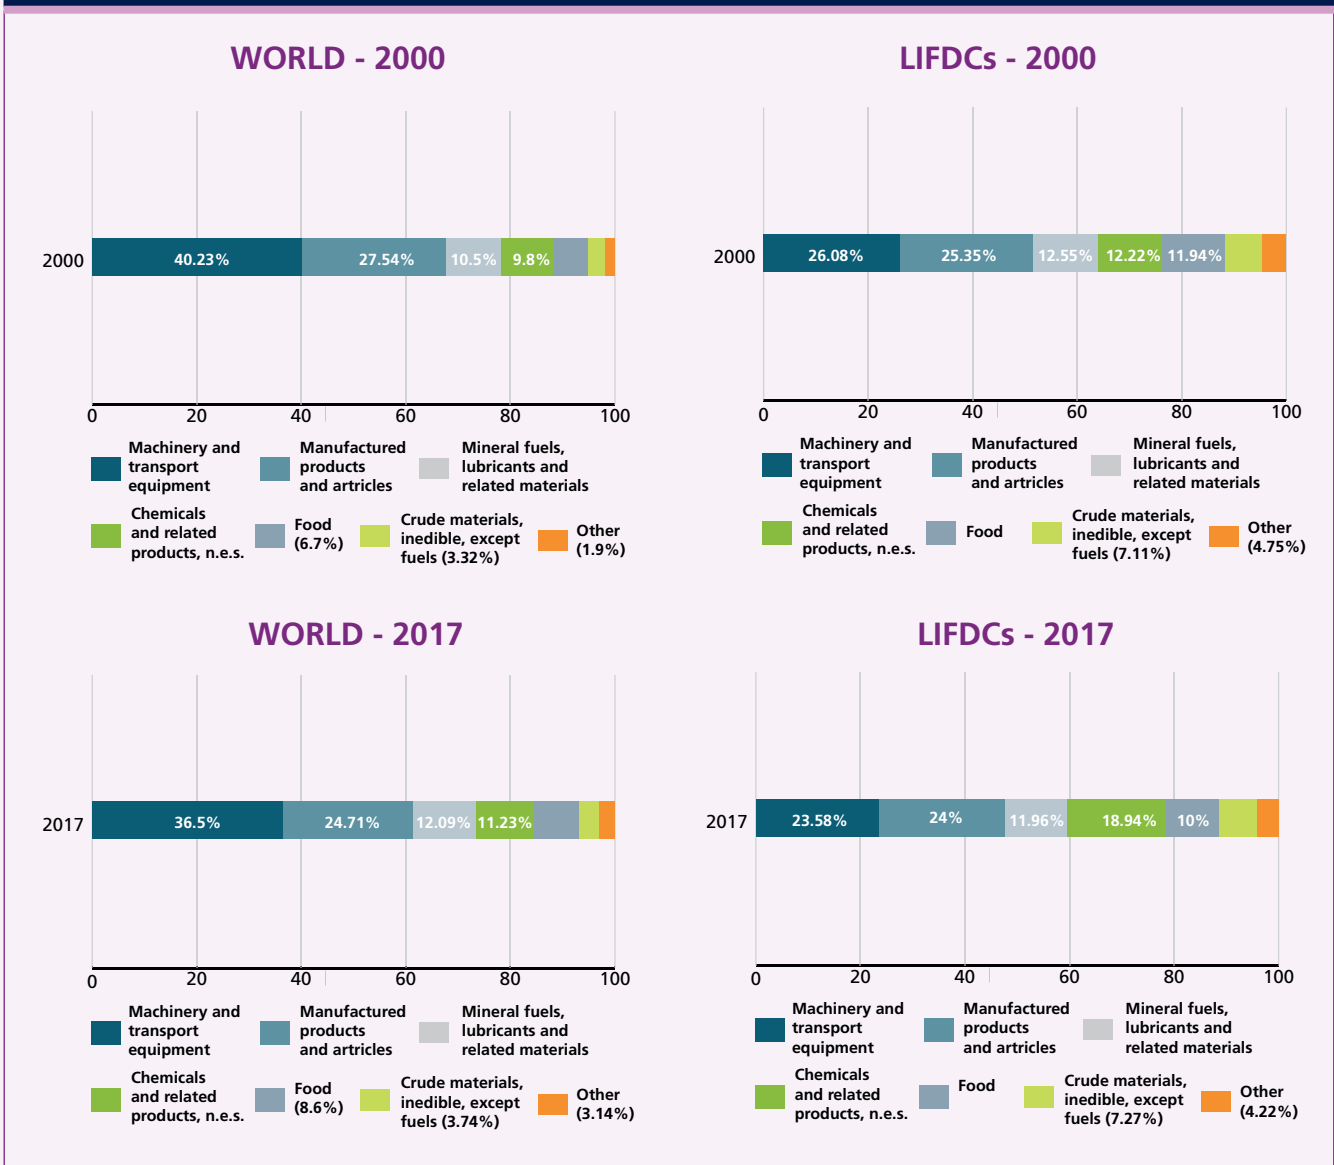 WORLD - 2000
2000
40.23%
27.54%
10.5%
9.8%
0 20 40 60 80 100
Machinery and
transport
equipment
Manufactured
products
and artricles
Mineral fuels,
lubricants and
related materials
Chemicals
and related
products, n.e.s.
Food
(6.7%)
Crude materials,
inedible, except
fuels (3.32%)
Other
(1.9%)
LIFDCs - 2000
2000
26.08%
25.35%
12.55%
12.22%
11.94%
0 20 40 60 80 100
Machinery and
transport
equipment
Manufactured
products
and artricles
Mineral fuels,
lubricants and
related materials
Chemicals
and related
products, n.e.s.
Food
Crude materials,
inedible, except
fuels (7.11%)
Other
(4.75%)
WORLD - 2017
2017
36.5%
24.71%
12.09%
11.23%
0 20 40 60 80 100
Machinery and
transport
equipment
Manufactured
products
and artricles
Mineral fuels,
lubricants and
related materials
Chemicals
and related
products, n.e.s.
Food
(8.6%)
Crude materials,
inedible, except
fuels (3.74%)
Other
(3.14%)
LIFDCs - 2017
2017
23.58%
24%
11.96%
18.94%
10%
0 20 40 60 80 100
Machinery and
transport
equipment
Manufactured
products
and artricles
Mineral fuels,
lubricants and
related materials
Chemicals
and related
products, n.e.s.
Food
Crude materials,
inedible, except
fuels (7.27%)
Other
(4.22%)